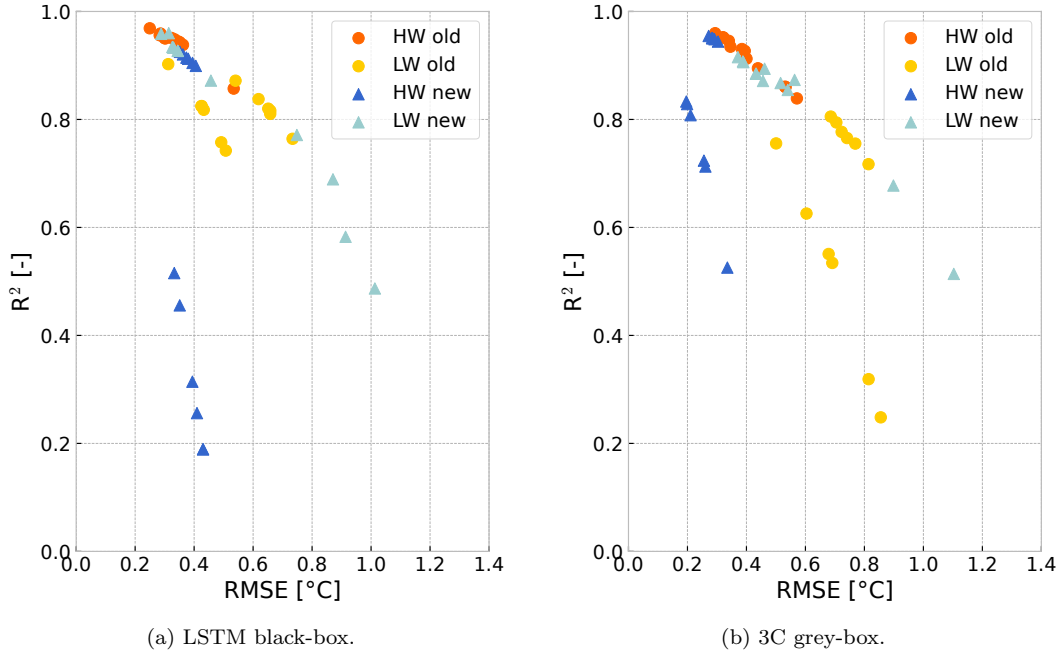 1.0
0.8
0.6
0.4
0.2
0.0
R² [-]
0.0 0.2 0.4 0.6 0.8 1.0 1.2 1.4
RMSE [°C]
HW old
LW old
HW new
LW new
(a) LSTM black-box.
1.0
0.8
0.6
0.4
0.2
0.0
R² [-]
0.0 0.2 0.4 0.6 0.8 1.0 1.2 1.4
RMSE [°C]
HW old
LW old
HW new
LW new
(b) 3C grey-box.